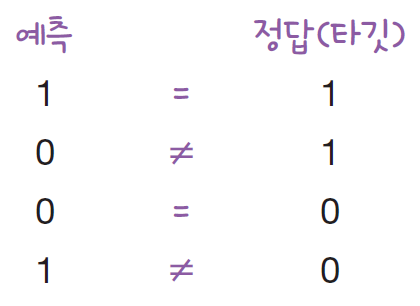 예측 정답(타깃)
1 = 1
0 ≠ 1
0 = 0
1 ≠ 0